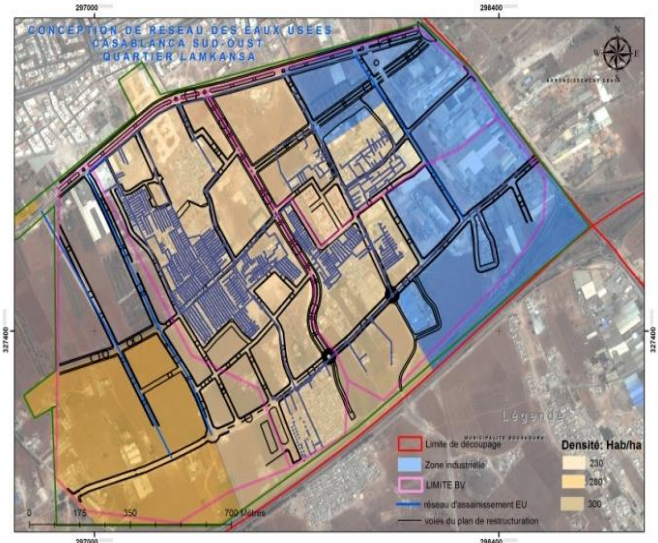 297000
298400
CONCEPTION DE RESEAU DES EAUX USEES
CASABLANCA SUD-OUST
QUARTIER LAMKANSA
N
W
E
S
327400
327400
Légende
Limite de découpage
Zone industrielle
LIMITE BV
réseau d'assainissement EU
voies du plan de restructuration
Densité: Hab/ha
250
280
300
0 175 350 700 Mètres
297000
298400